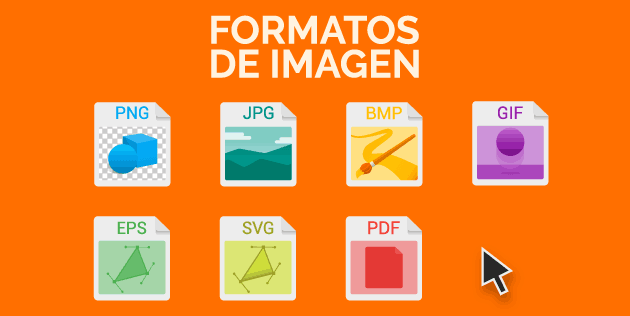 FORMATOS
DE IMAGEN
PNG
JPG
BMP
GIF
EPS
SVG
PDF